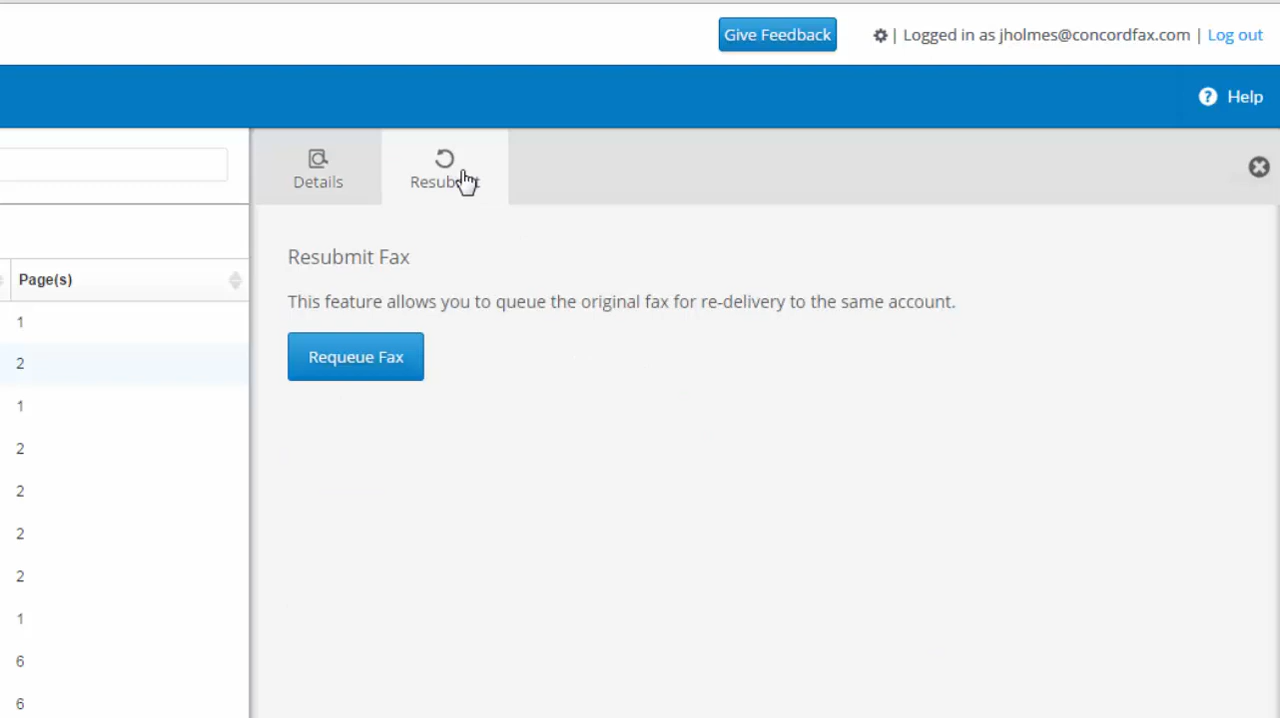 Give Feedback | Logged in as jholmes@concordfax.com | Log out
? Help
Details
Resubmit Fax
This feature allows you to queue the original fax for re-delivery to the same account.
Requeue Fax
Page(s)
1
2
1
2
2
2
2
1
6
6